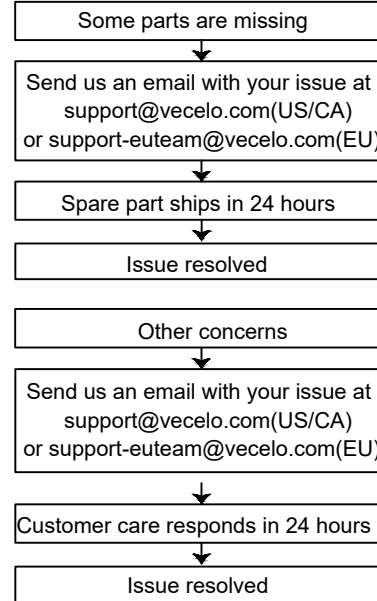 Some parts are missing
Send us an email with your issue at
support@vecelo.com(US/CA)
or support-euteam@vecelo.com(EU)
Spare part ships in 24 hours
Issue resolved
Other concerns
Send us an email with your issue at
support@vecelo.com(US/CA)
or support-euteam@vecelo.com(EU)
Customer care responds in 24 hours
Issue resolved